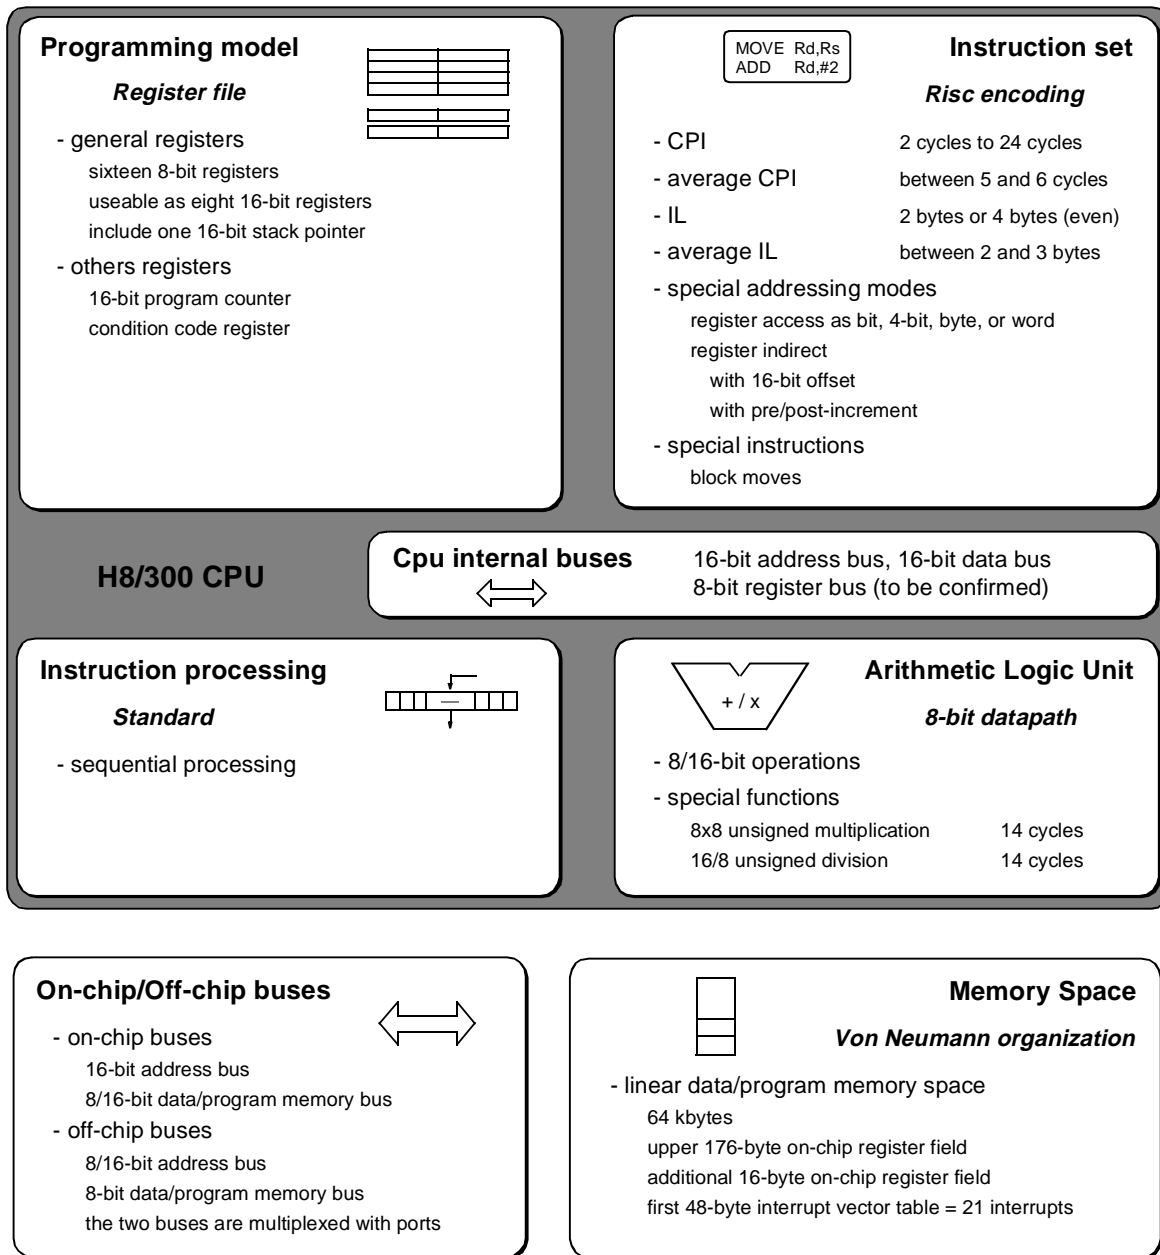 Programming model
Register file
- general registers
sixteen 8-bit registers
useable as eight 16-bit registers
include one 16-bit stack pointer
- others registers
16-bit program counter
condition code register
MOVE Rd,Rs
ADD Rd,#2
Instruction set
Risc encoding
- CPI 2 cycles to 24 cycles
- average CPI between 5 and 6 cycles
- IL 2 bytes or 4 bytes (even)
- average IL between 2 and 3 bytes
- special addressing modes
register access as bit, 4-bit, byte, or word
register indirect
with 16-bit offset
with pre/post-increment
- special instructions
block moves
H8/300 CPU
Cpu internal buses
16-bit address bus, 16-bit data bus
8-bit register bus (to be confirmed)
Instruction processing
Standard
- sequential processing
+ / x
Arithmetic Logic Unit
8-bit datapath
- 8/16-bit operations
- special functions
8x8 unsigned multiplication 14 cycles
16/8 unsigned division 14 cycles
On-chip/Off-chip buses
- on-chip buses
16-bit address bus
8/16-bit data/program memory bus
- off-chip buses
8/16-bit address bus
8-bit data/program memory bus
the two buses are multiplexed with ports
Memory Space
Von Neumann organization
- linear data/program memory space
64 kbytes
upper 176-byte on-chip register field
additional 16-byte on-chip register field
first 48-byte interrupt vector table = 21 interrupts